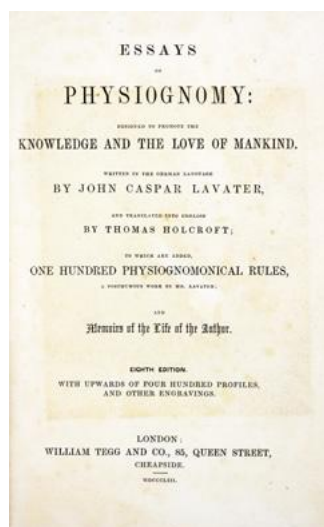 ESSAYS
ON
PHYSIOGNOMY:
DESIGNED TO PROMOTE THE
KNOWLEDGE AND THE LOVE OF MANKIND.
WRITTEN IN THE GERMAN LANGUAGE
BY JOHN CASPAR LAVATER,
AND TRANSLATED INTO ENGLISH
BY THOMAS HOLCROFT;
TO WHICH ARE ADDED,
ONE HUNDRED PHYSIOGNOMONICAL RULES,
A POSTHUMOUS WORK BY MR. LAVATER;
AND
Memoirs of the Life of the Author.
EIGHTH EDITION.
WITH UPWARDS OF FOUR HUNDRED PROFILES,
AND OTHER ENGRAVINGS.
LONDON:
WILLIAM TEGG AND CO., 85, QUEEN STREET,
CHEAPSIDE.